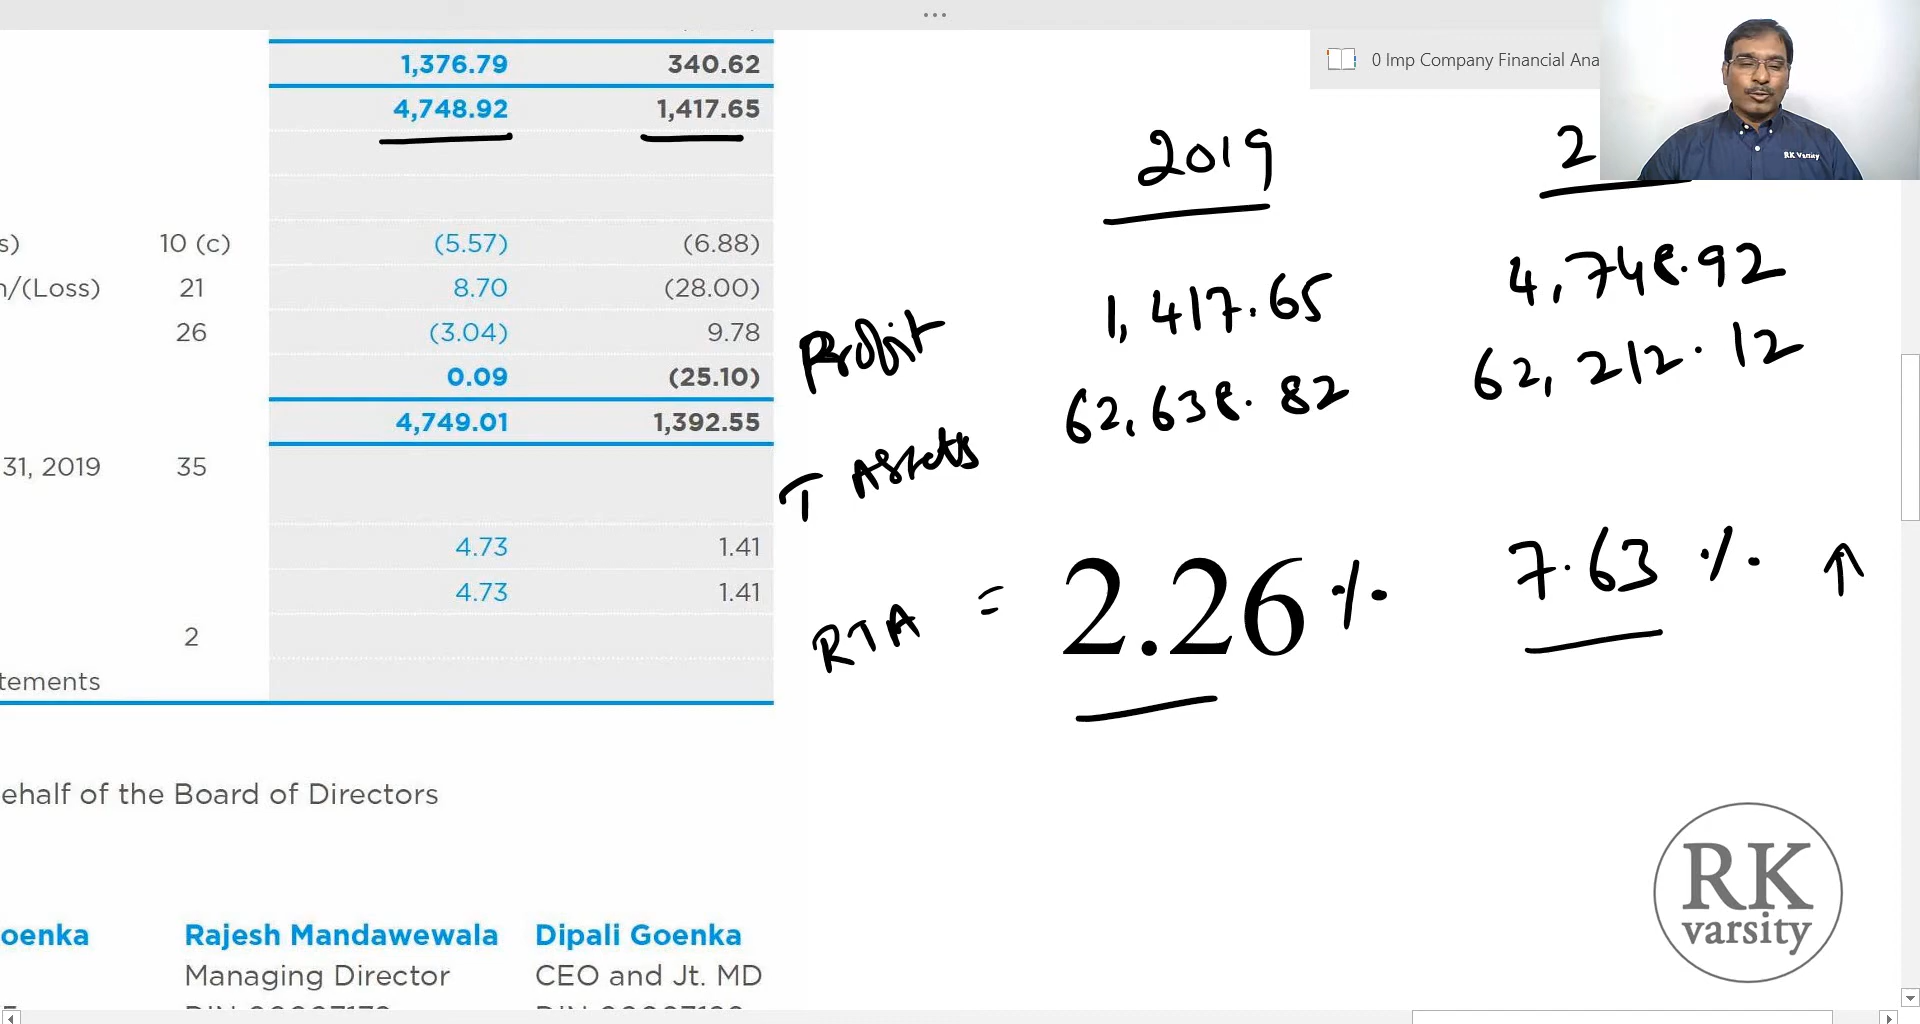 0 Imp Company Financial Ana
RK Varsity
1,376.79 340.62
4,748.92 1,417.65
s) 10 (c) (5.57) (6.88)
n/(Loss) 21 8.70 (28.00)
26 (3.04) 9.78
0.09 (25.10)
4,749.01 1,392.55
31, 2019 35
4.73 1.41
4.73 1.41
2
tements
ehalf of the Board of Directors
oenka Rajesh Mandawewala Dipali Goenka
Managing Director CEO and Jt. MD
2019 2
Profit 1,417.65 4,748.92
T Assets 62,638.82 62,212.12
RTA = 2.26% 7.63% ↑
RK
varsity